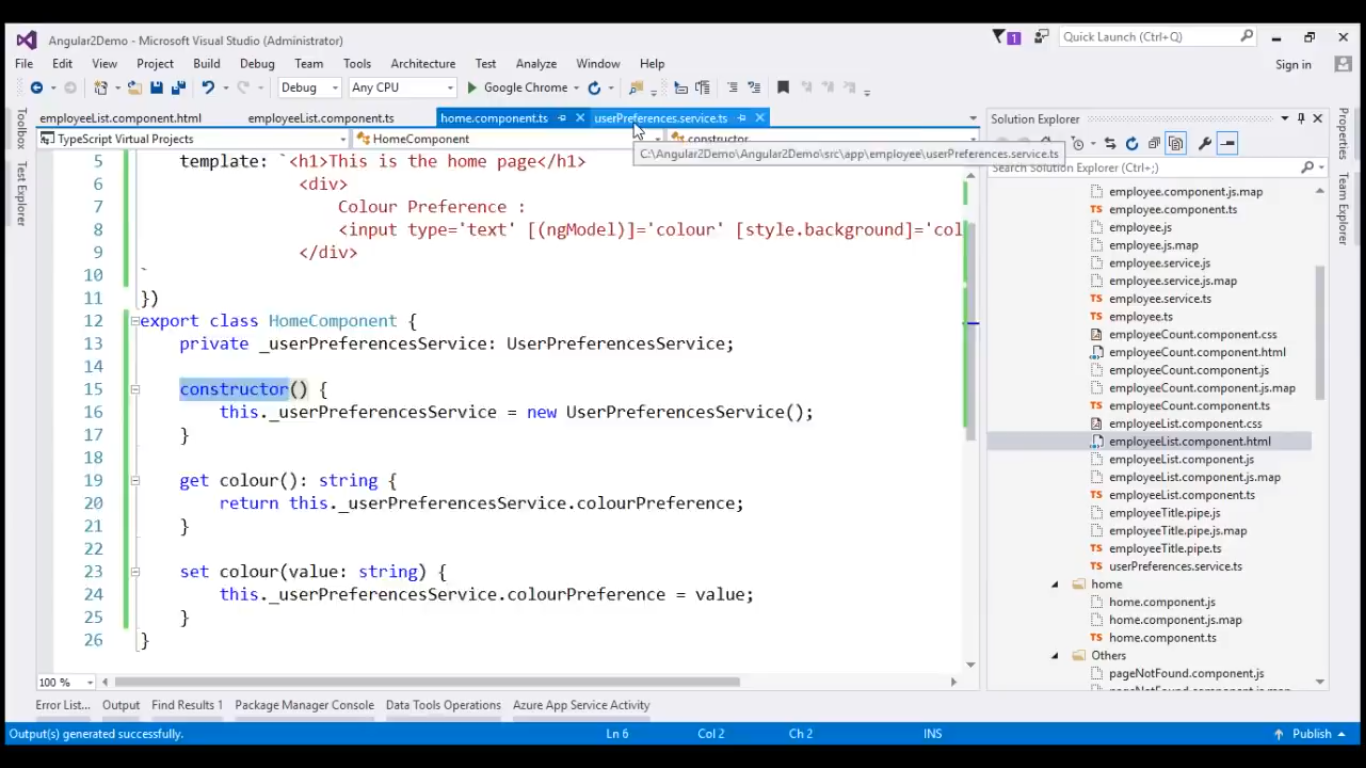 Angular2Demo - Microsoft Visual Studio (Administrator)
1
Quick Launch (Ctrl+Q)
File Edit View Project Build Debug Team Tools Architecture Test Analyze Window Help
Sign in
Debug Any CPU Google Chrome
Toolbox
Test Explorer
employeeList.component.html employeeList.component.ts home.component.ts userPreferences.service.ts
TypeScript Virtual Projects HomeComponent constructor
C:\Angular2Demo\Angular2Demo\src\app\employee\userPreferences.service.ts
5 template: `<h1>This is the home page</h1>
6 <div>
7 Colour Preference :
8 <input type='text' [(ngModel)]='colour' [style.background]='col
9 </div>
10 `
11 })
12 export class HomeComponent {
13 private _userPreferencesService: UserPreferencesService;
14
15 constructor() {
16 this._userPreferencesService = new UserPreferencesService();
17 }
18
19 get colour(): string {
20 return this._userPreferencesService.colourPreference;
21 }
22
23 set colour(value: string) {
24 this._userPreferencesService.colourPreference = value;
25 }
26 }
100 %
Solution Explorer
Search Solution Explorer (Ctrl+;)
employee.component.js.map
employee.component.ts
employee.js
employee.js.map
employee.service.js
employee.service.js.map
employee.service.ts
employee.ts
employeeCount.component.css
employeeCount.component.html
employeeCount.component.js
employeeCount.component.js.map
employeeCount.component.ts
employeeList.component.css
employeeList.component.html
employeeList.component.js
employeeList.component.js.map
employeeList.component.ts
employeeTitle.pipe.js
employeeTitle.pipe.js.map
employeeTitle.pipe.ts
userPreferences.service.ts
home
home.component.js
home.component.js.map
home.component.ts
Others
pageNotFound.component.js
Properties
Team Explorer
Error List... Output Find Results 1 Package Manager Console Data Tools Operations Azure App Service Activity
Output(s) generated successfully. Ln 6 Col 2 Ch 2 INS Publish